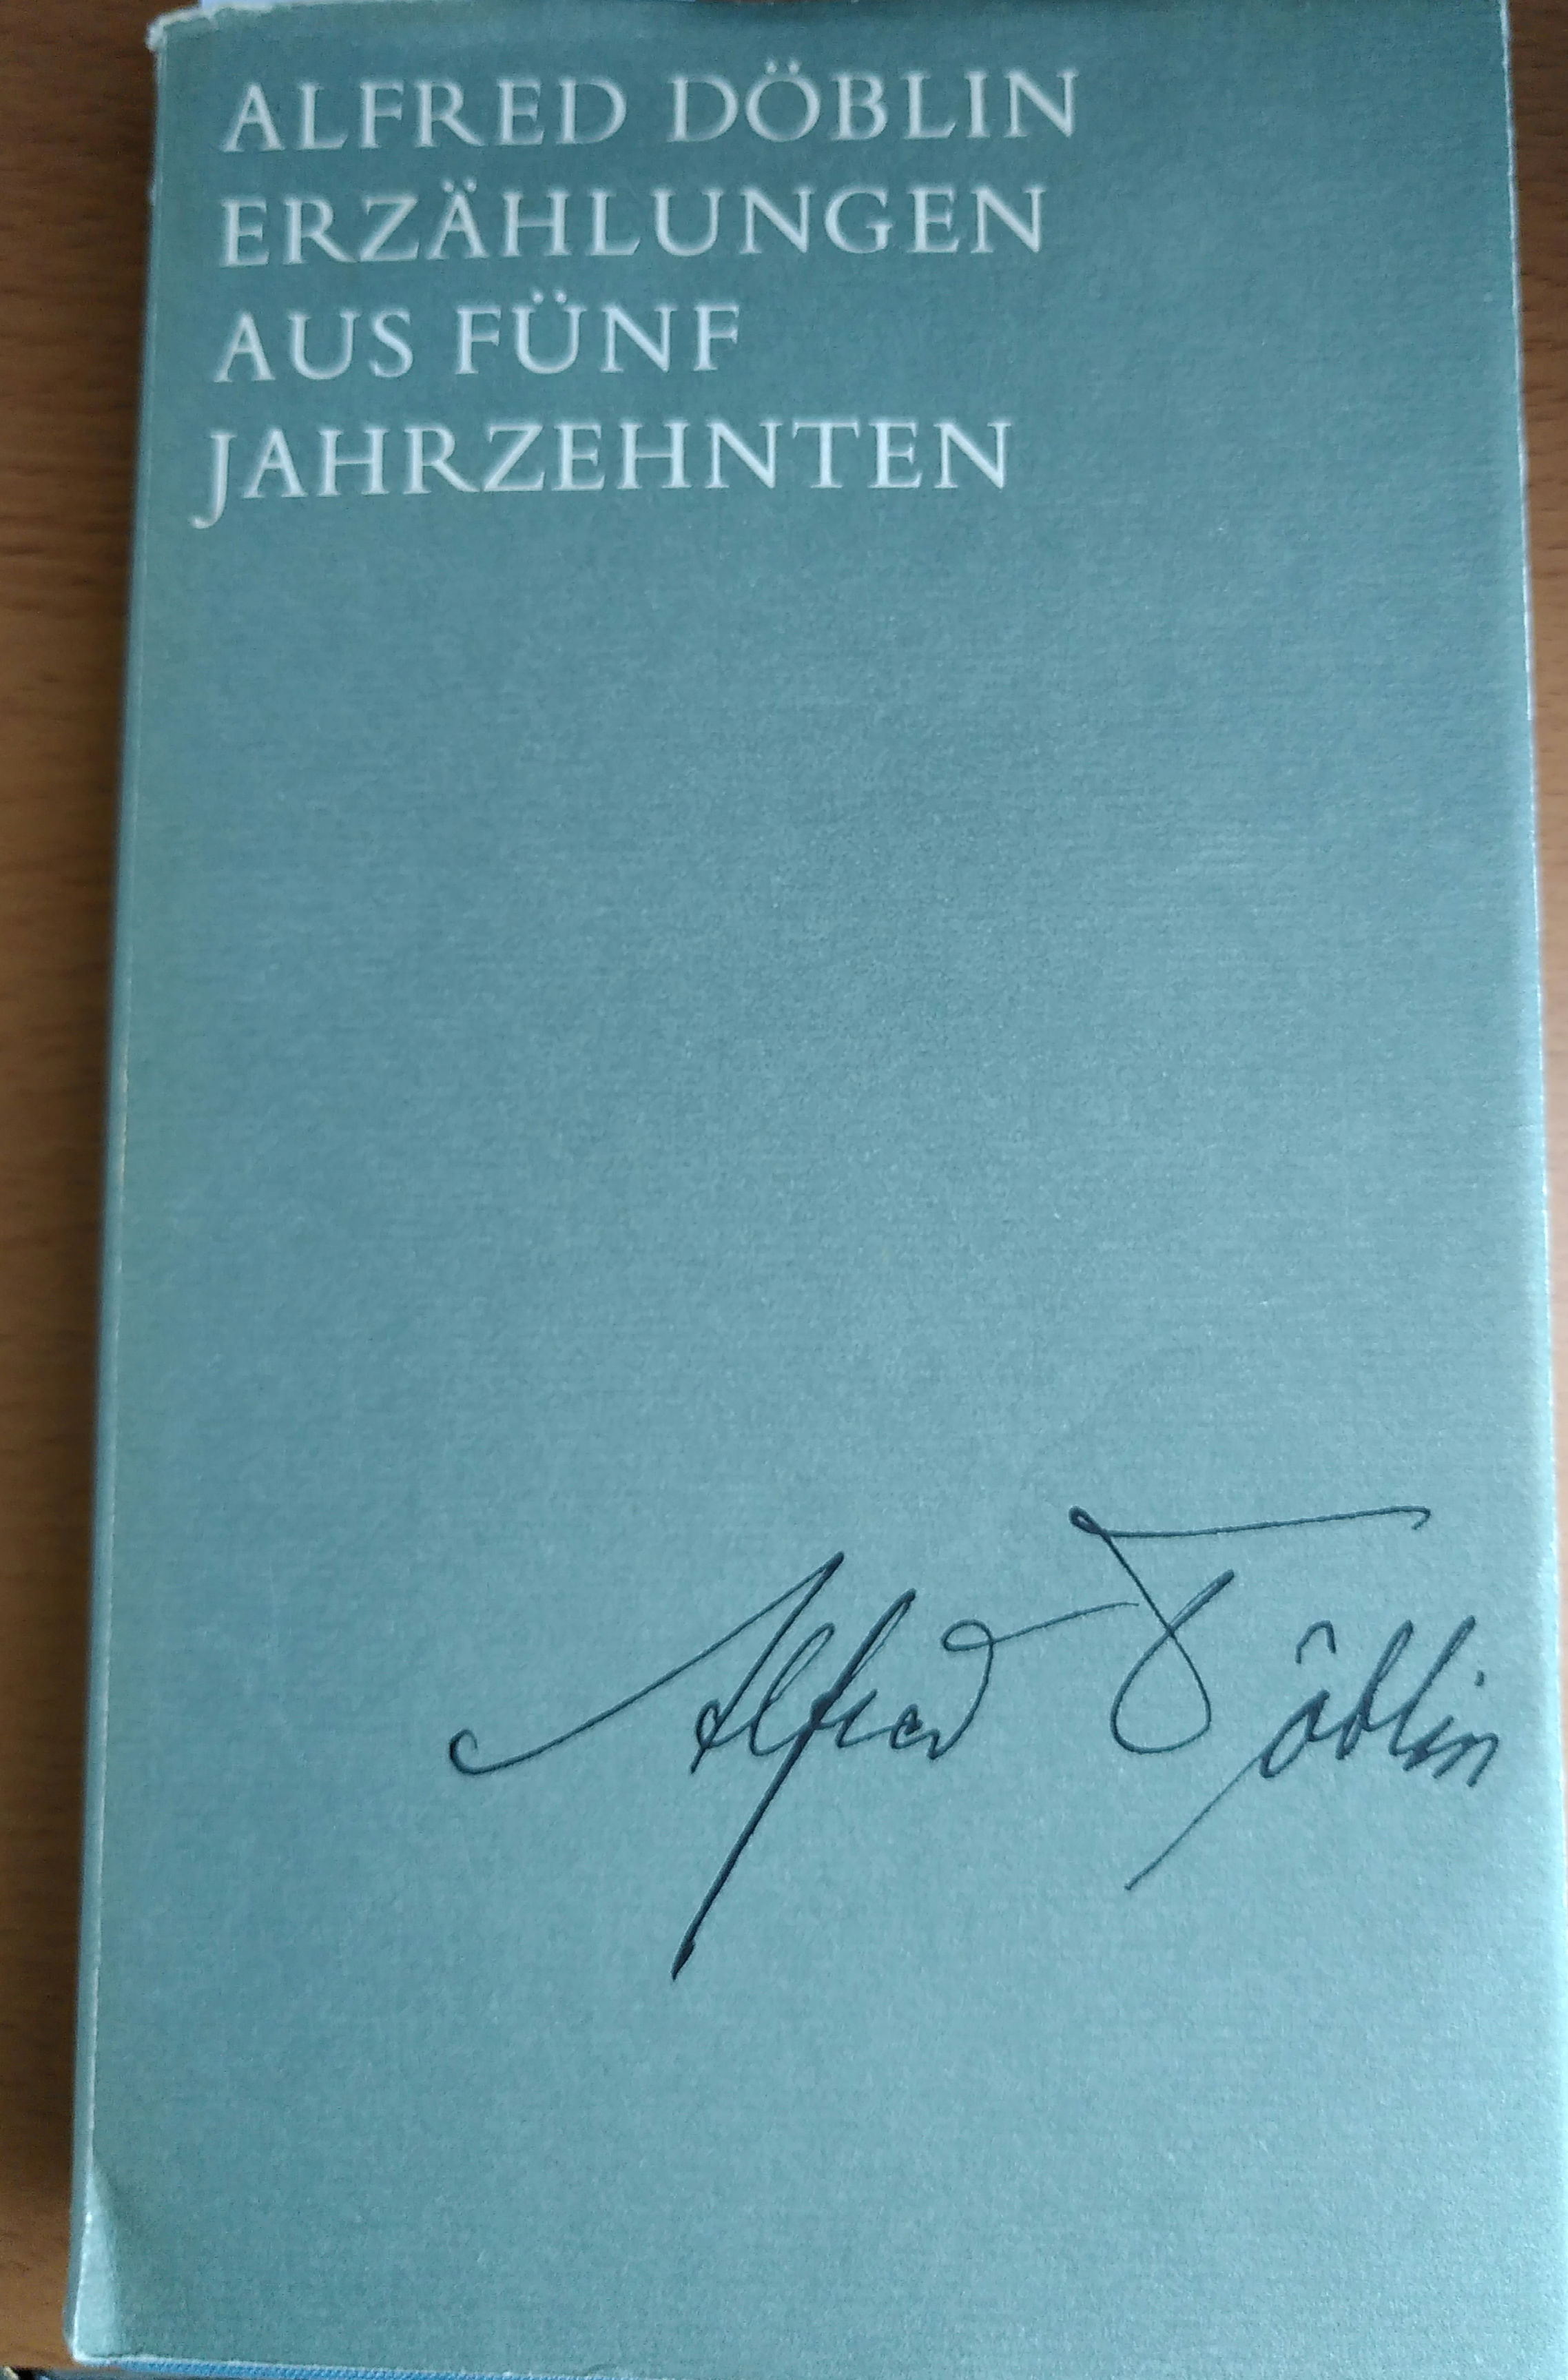 ALFRED DÖBLIN
ERZÄHLUNGEN
AUS FÜNF
JAHRZEHNTEN
Alfred Döblin